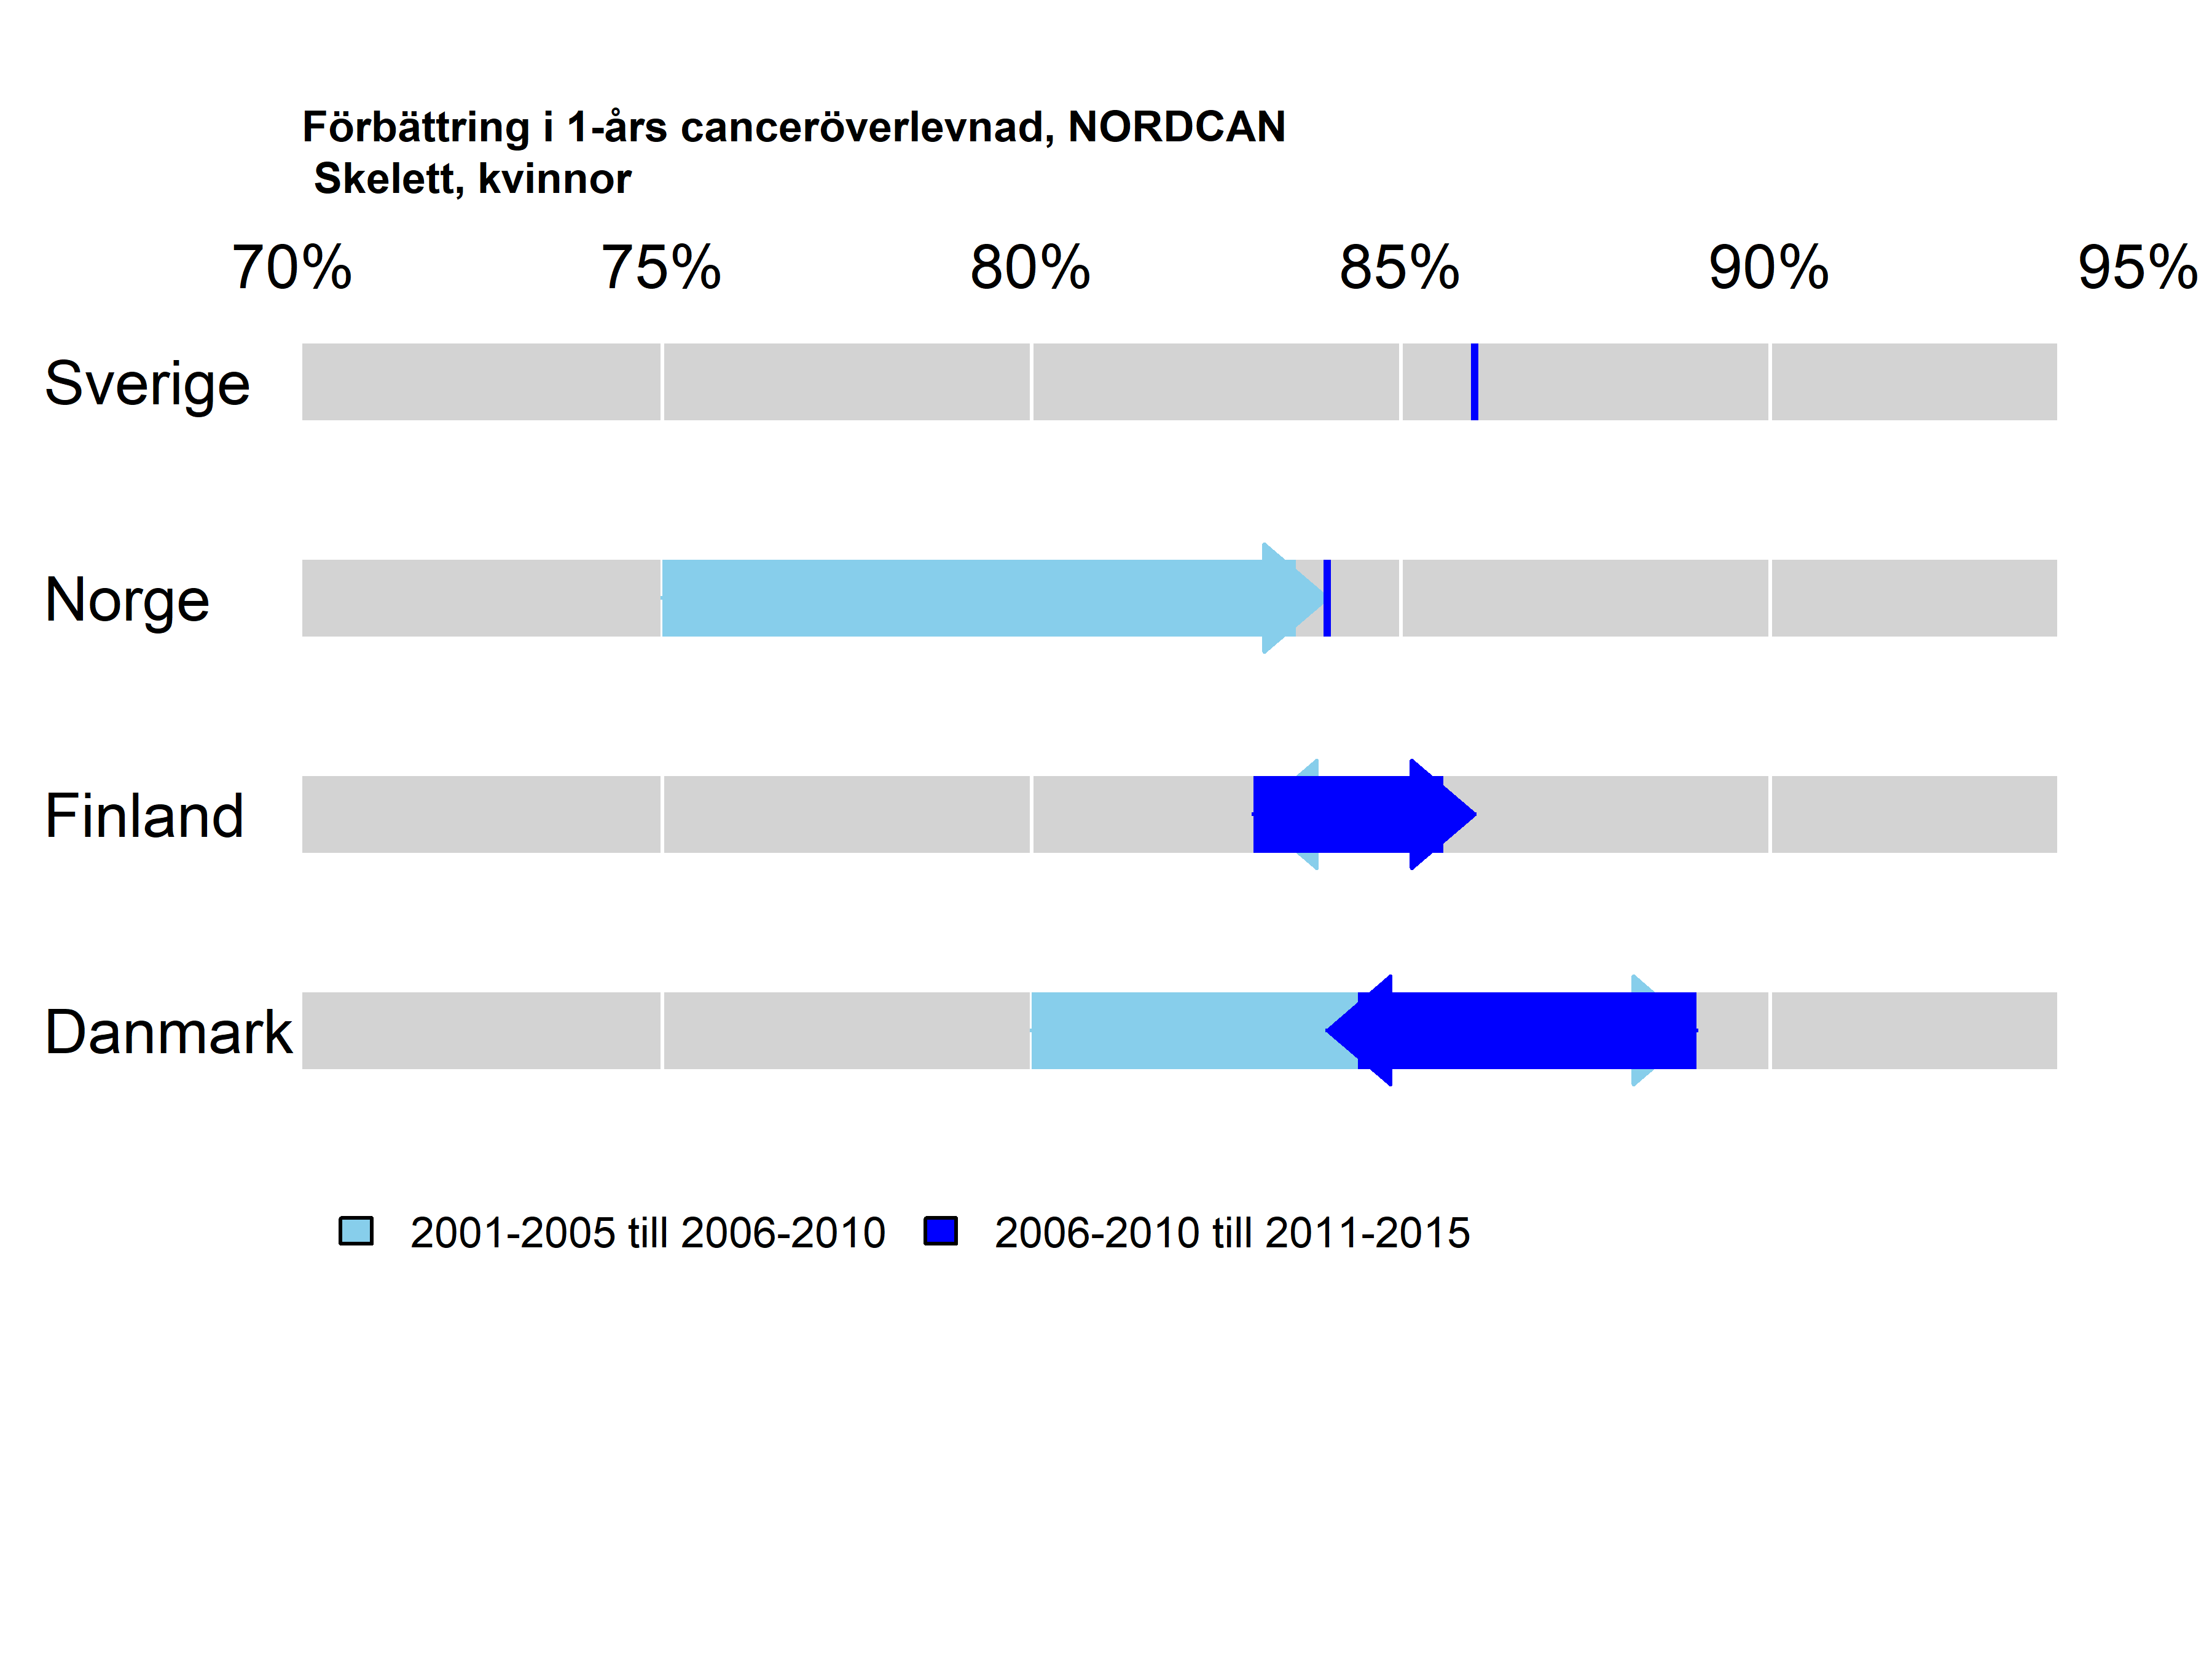 Förbättring i 1-års canceröverlevnad, NORDCAN
Skelett, kvinnor
70% 75% 80% 85% 90% 95%
Sverige
Norge
Finland
Danmark
2001-2005 till 2006-2010 2006-2010 till 2011-2015